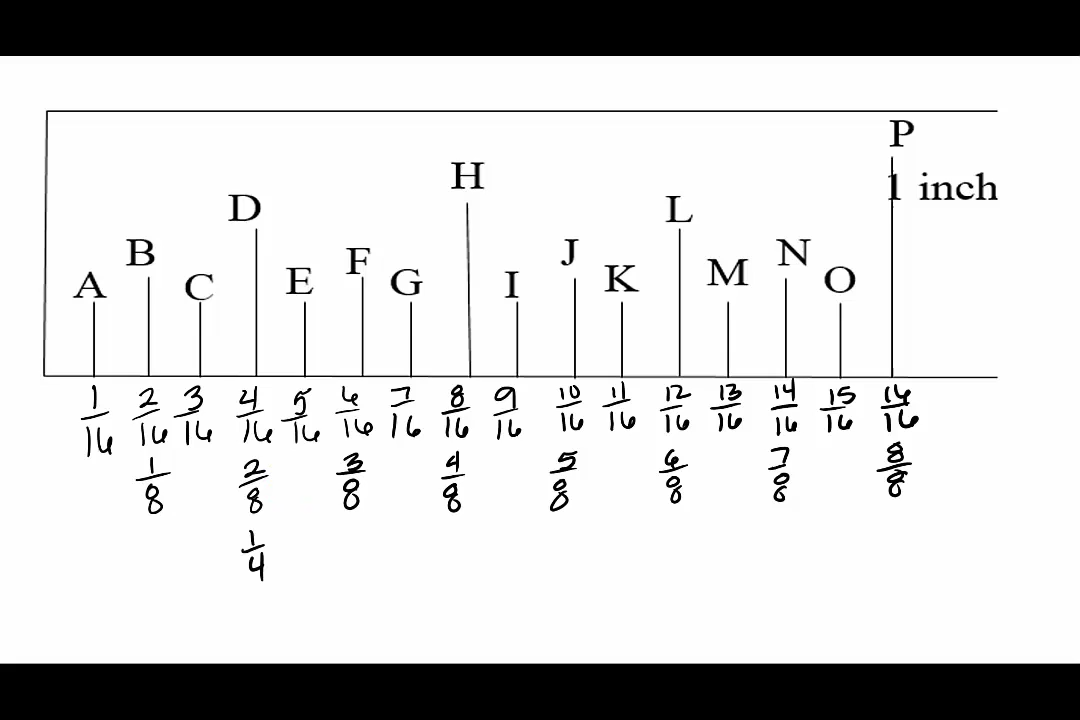 A B C D E F G H I J K L M N O P
1 inch
1/16 2/16 3/16 4/16 5/16 6/16 7/16 8/16 9/16 10/16 11/16 12/16 13/16 14/16 15/16 16/16
1/8 2/8 3/8 4/8 5/8 6/8 7/8 8/8
1/4